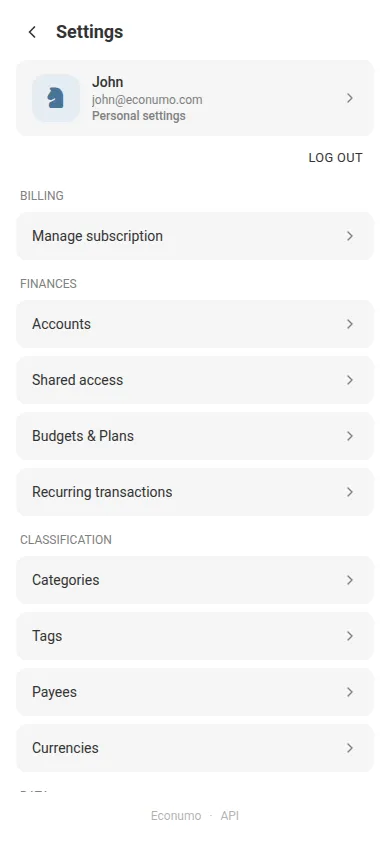 Settings
John
john@econumo.com
Personal settings
LOG OUT
BILLING
Manage subscription
FINANCES
Accounts
Shared access
Budgets & Plans
Recurring transactions
CLASSIFICATION
Categories
Tags
Payees
Currencies
Econumo · API